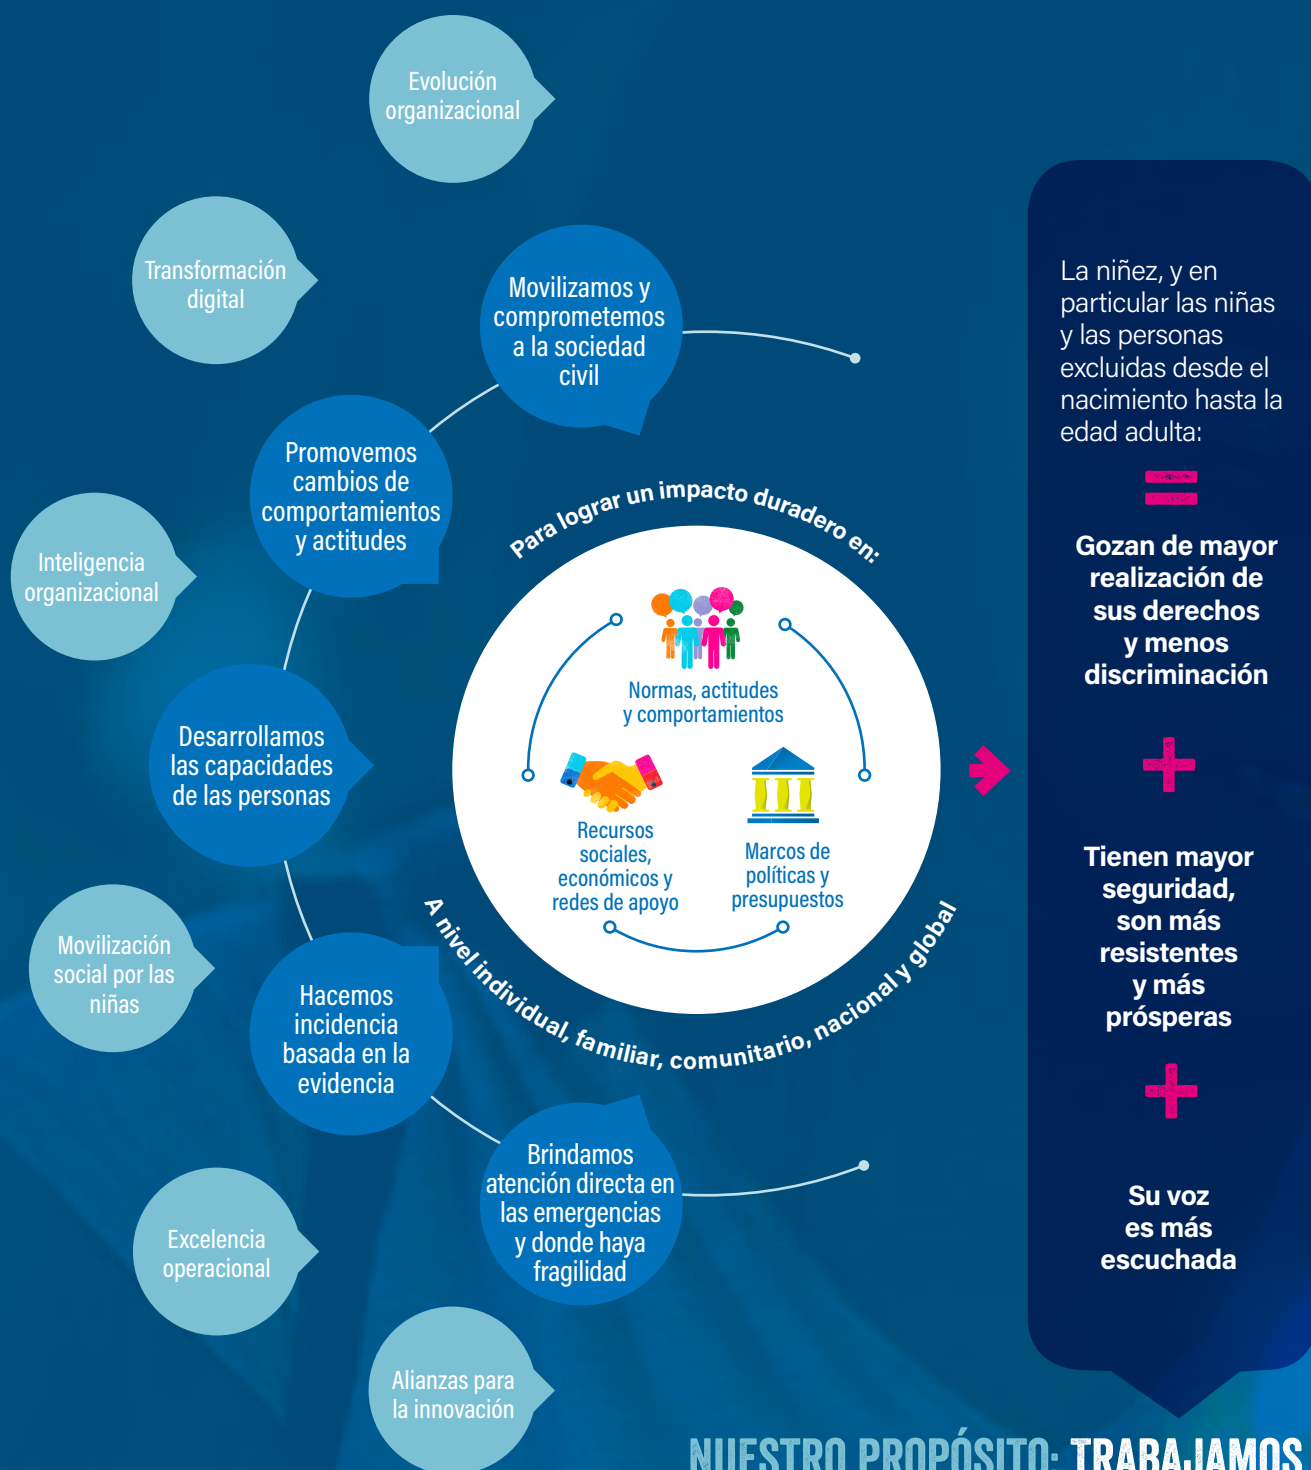 Evolución
organizacional
Transformación
digital
Inteligencia
organizacional
Movilización
social por las
niñas
Excelencia
operacional
Alianzas para
la innovación
Movilizamos y
comprometemos
a la sociedad
civil
Promovemos
cambios de
comportamientos
y actitudes
Desarrollamos
las capacidades
de las personas
Hacemos
incidencia
basada en la
evidencia
Brindamos
atención directa en
las emergencias
y donde haya
fragilidad
Para lograr un impacto duradero en:
Normas, actitudes
y comportamientos
Recursos
sociales,
económicos y
redes de apoyo
Marcos de
políticas y
presupuestos
A nivel individual, familiar, comunitario, nacional y global
La niñez, y en
particular las niñas
y las personas
excluidas desde el
nacimiento hasta la
edad adulta:
=
Gozan de mayor
realización de
sus derechos
y menos
discriminación
+
Tienen mayor
seguridad,
son más
resistentes
y más
prósperas
+
Su voz
es más
escuchada
NUESTRO PROPÓSITO: TRABAJAMOS